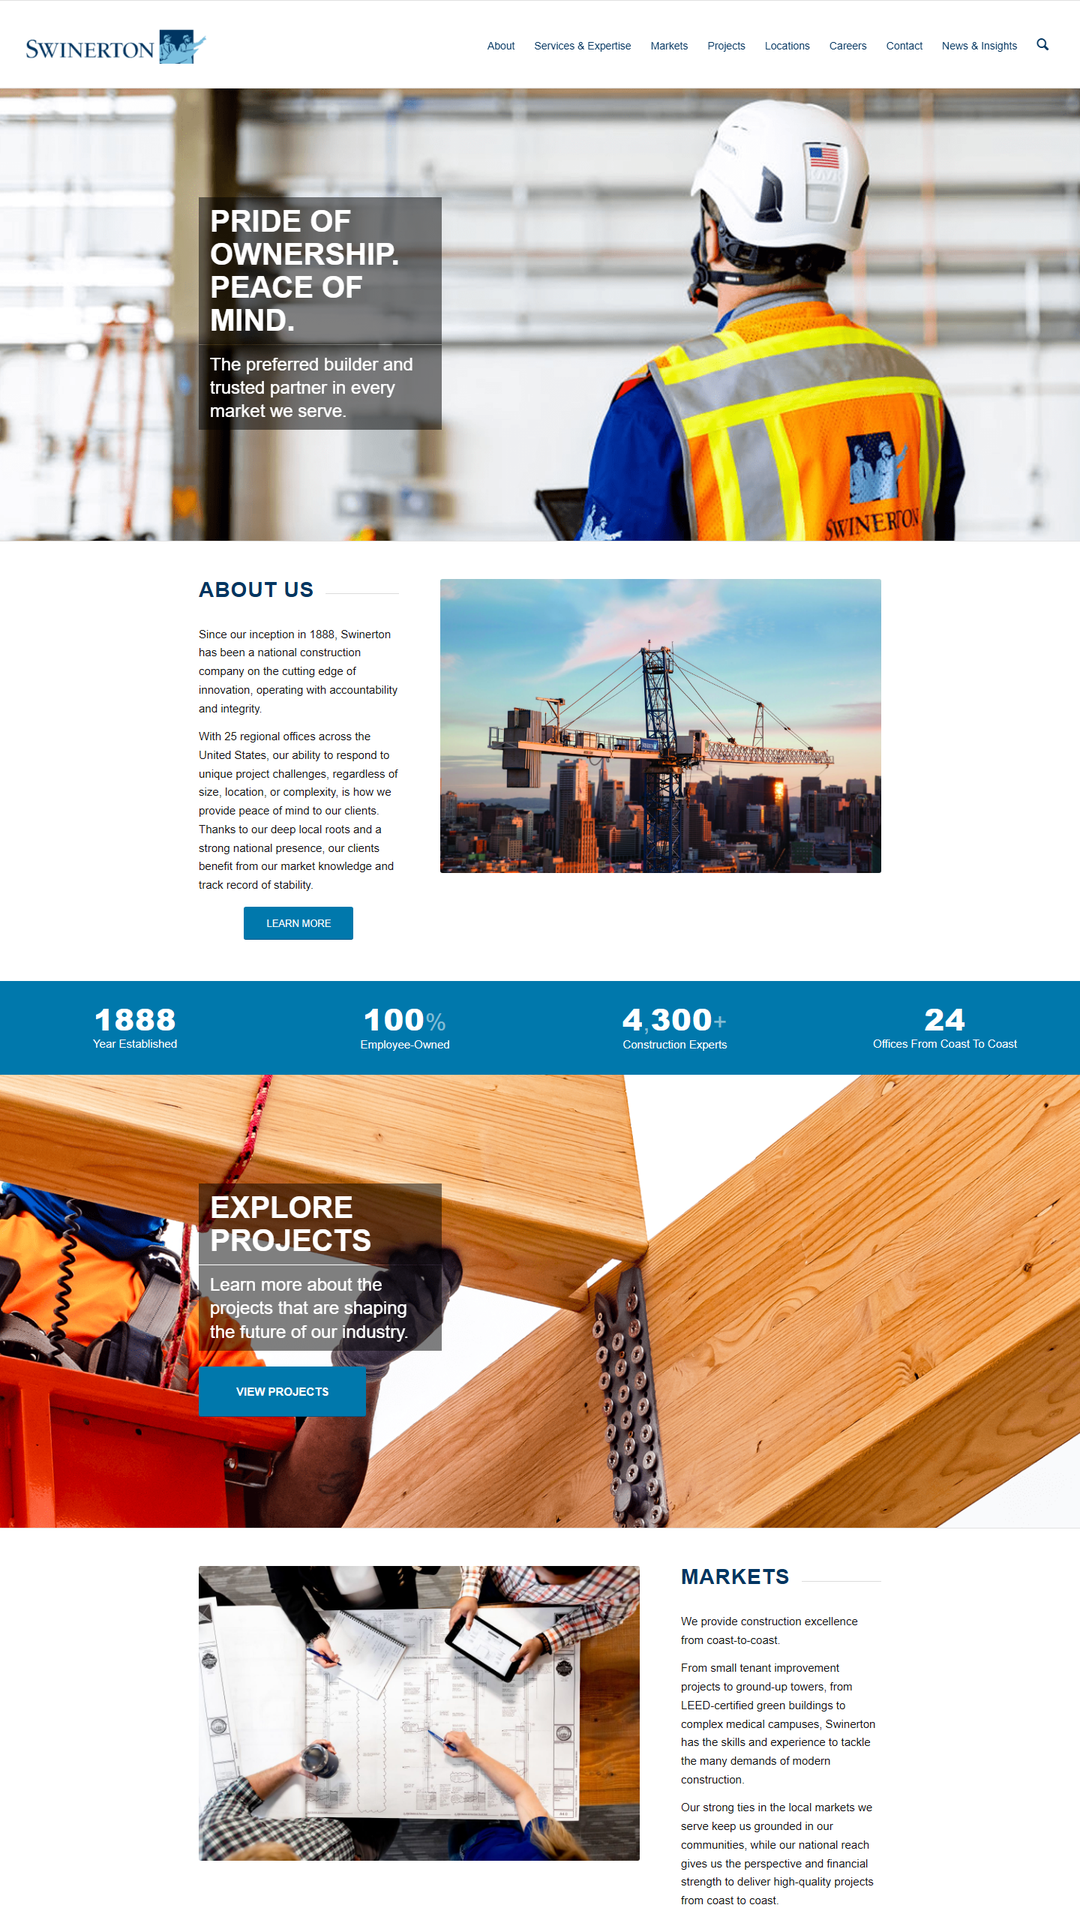 SWINERTON
About Services & Expertise Markets Projects Locations Careers Contact News & Insights
PRIDE OF
OWNERSHIP.
PEACE OF
MIND.
The preferred builder and
trusted partner in every
market we serve.
SWINERTON
ABOUT US
Since our inception in 1888, Swinerton
has been a national construction
company on the cutting edge of
innovation, operating with accountability
and integrity.
With 25 regional offices across the
United States, our ability to respond to
unique project challenges, regardless of
size, location, or complexity, is how we
provide peace of mind to our clients.
Thanks to our deep local roots and a
strong national presence, our clients
benefit from our market knowledge and
track record of stability.
LEARN MORE
1888
Year Established
100%
Employee-Owned
4,300+
Construction Experts
24
Offices From Coast To Coast
EXPLORE
PROJECTS
Learn more about the
projects that are shaping
the future of our industry.
VIEW PROJECTS
MARKETS
We provide construction excellence
from coast-to-coast.
From small tenant improvement
projects to ground-up towers, from
LEED-certified green buildings to
complex medical campuses, Swinerton
has the skills and experience to tackle
the many demands of modern
construction.
Our strong ties in the local markets we
serve keep us grounded in our
communities, while our national reach
gives us the perspective and financial
strength to deliver high-quality projects
from coast to coast.